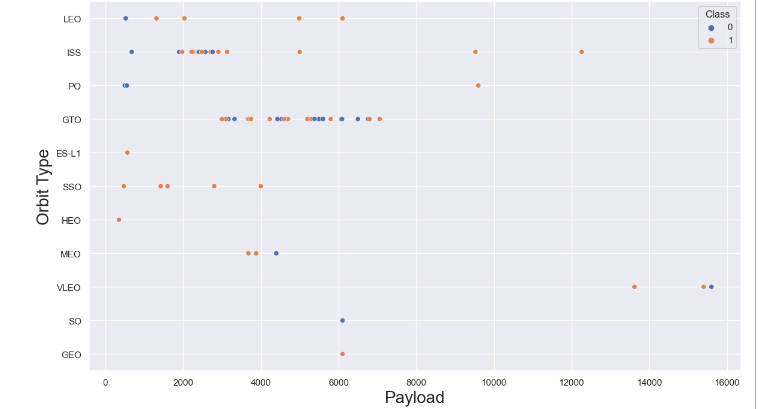 LEO
ISS
PO
GTO
ES-L1
SSO
HEO
MEO
VLEO
SO
GEO
Orbit Type
0 2000 4000 6000 8000 10000 12000 14000 16000
Payload
Class
0
1